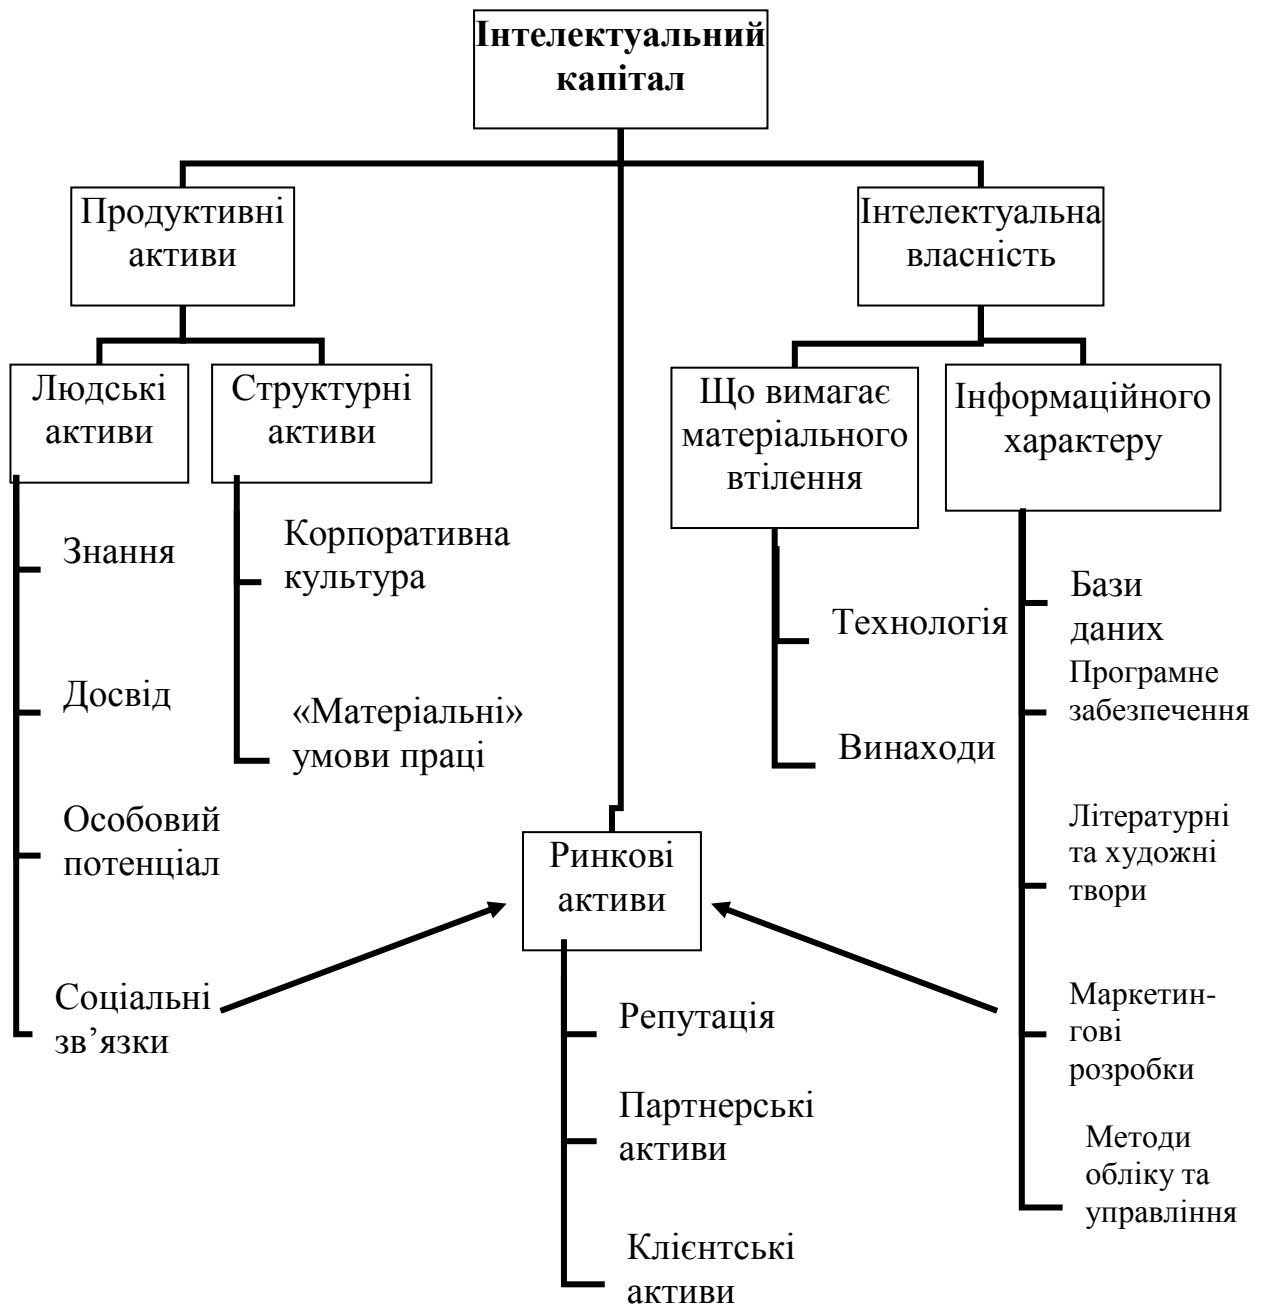 Інтелектуальний
капітал
Продуктивні
активи
Інтелектуальна
власність
Людські
активи
Структурні
активи
Що вимагає
матеріального
втілення
Інформаційного
характеру
Знання
Досвід
Особовий
потенціал
Соціальні
зв’язки
Корпоративна
культура
«Матеріальні»
умови праці
Ринкові
активи
Репутація
Партнерські
активи
Клієнтські
активи
Технологія
Винаходи
Бази
даних
Програмне
забезпечення
Літературні
та художні
твори
Маркетин-
гові
розробки
Методи
обліку та
управління